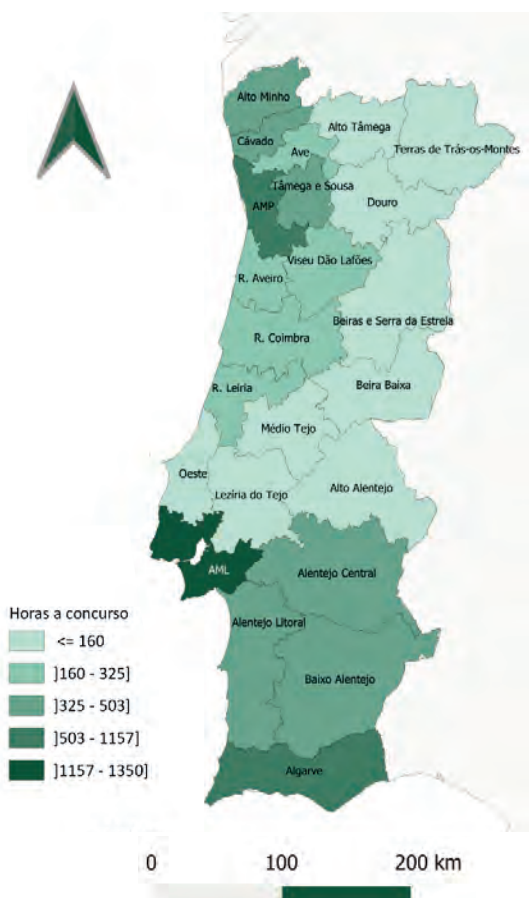 Alto Minho
Alto Tâmega
Cávado
Ave
Terras de Trás-os-Montes
Tâmega e Sousa
AMP
Douro
Viseu Dão Lafões
R. Aveiro
Beiras e Serra da Estrela
R. Coimbra
R. Leiria
Beira Baixa
Médio Tejo
Oeste
Lezíria do Tejo
Alto Alentejo
AML
Alentejo Central
Alentejo Litoral
Baixo Alentejo
Algarve
Horas a concurso
<= 160
]160 - 325]
]325 - 503]
]503 - 1157]
]1157 - 1350]
0 100 200 km